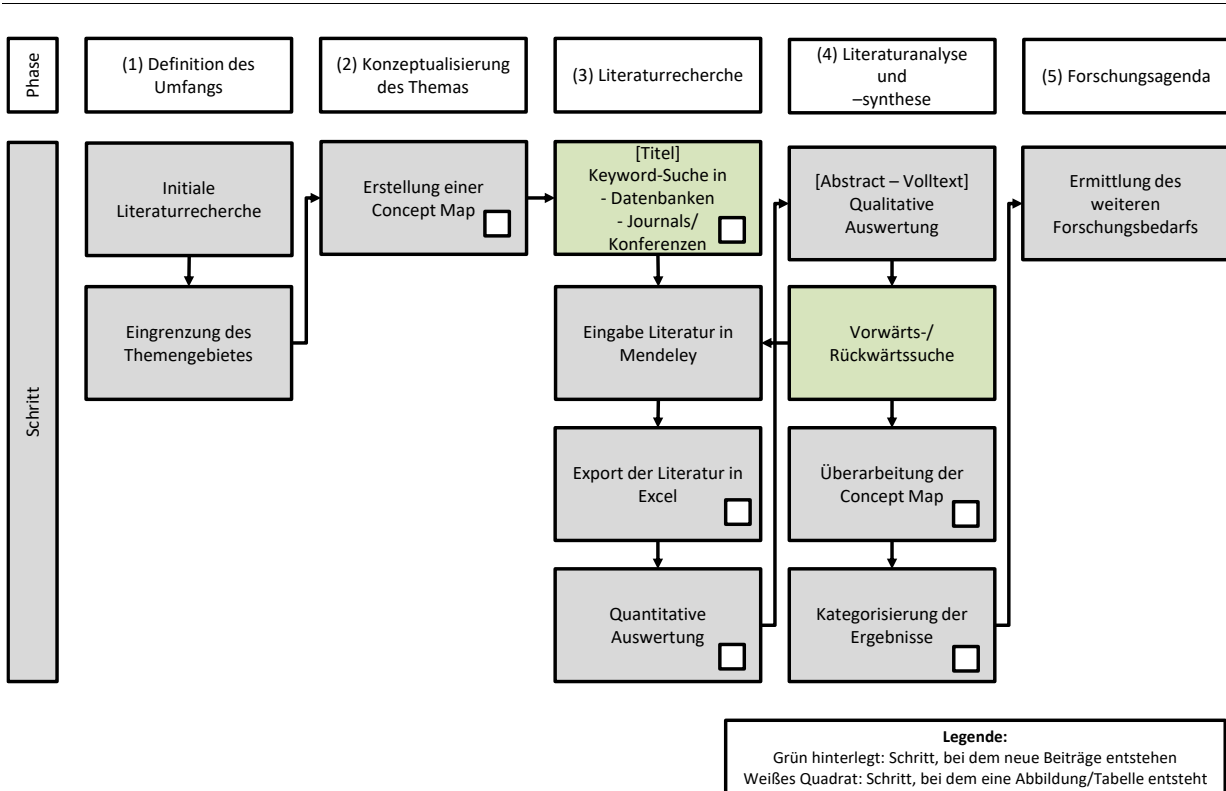 Phase
(1) Definition des
Umfangs
(2) Konzeptualisierung
des Themas
(3) Literaturrecherche
(4) Literaturanalyse
und
–synthese
(5) Forschungsagenda
Schritt
Initiale
Literaturrecherche
Eingrenzung des
Themengebietes
Erstellung einer
Concept Map
[Titel]
Keyword-Suche in
- Datenbanken
- Journals/
Konferenzen
Eingabe Literatur in
Mendeley
Export der Literatur in
Excel
Quantitative
Auswertung
[Abstract – Volltext]
Qualitative
Auswertung
Vorwärts-/
Rückwärtssuche
Überarbeitung der
Concept Map
Kategorisierung der
Ergebnisse
Ermittlung des
weiteren
Forschungsbedarfs
Legende:
Grün hinterlegt: Schritt, bei dem neue Beiträge entstehen
Weißes Quadrat: Schritt, bei dem eine Abbildung/Tabelle entsteht